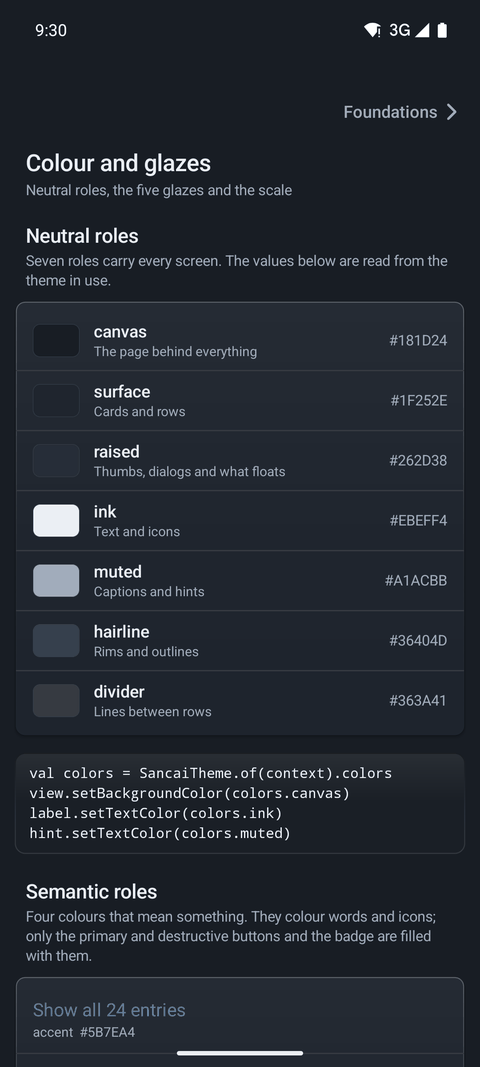 9:30
3G
Foundations
Colour and glazes
Neutral roles, the five glazes and the scale
Neutral roles
Seven roles carry every screen. The values below are read from the
theme in use.
canvas
The page behind everything
#181D24
surface
Cards and rows
#1F252E
raised
Thumbs, dialogs and what floats
#262D38
ink
Text and icons
#EBEFF4
muted
Captions and hints
#A1ACBB
hairline
Rims and outlines
#36404D
divider
Lines between rows
#363A41
val colors = SancaiTheme.of(context).colors
view.setBackgroundColor(colors.canvas)
label.setTextColor(colors.ink)
hint.setTextColor(colors.muted)
Semantic roles
Four colours that mean something. They colour words and icons;
only the primary and destructive buttons and the badge are filled
with them.
Show all 24 entries
accent #5B7EA4